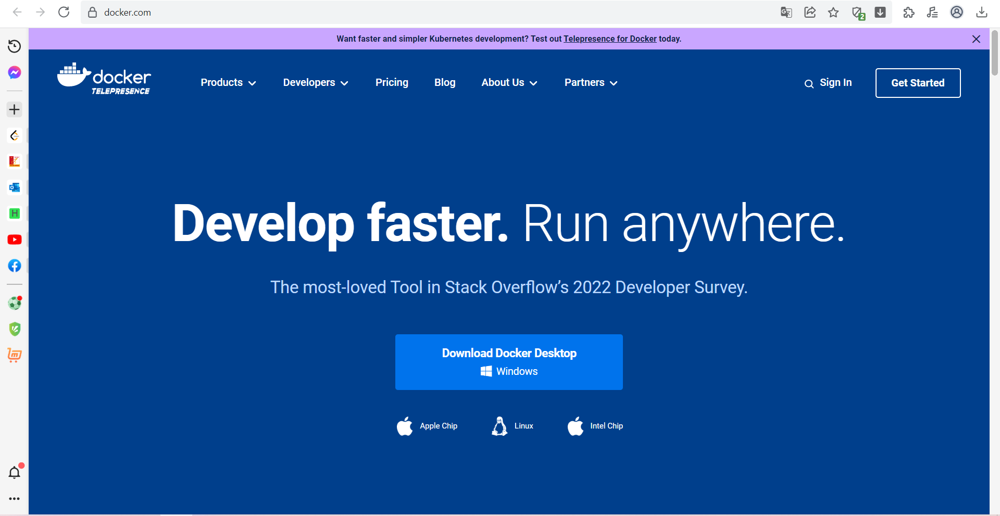 docker.com
2
Want faster and simpler Kubernetes development? Test out Telepresence for Docker today.
docker
TELEPRESENCE
Products
Developers
Pricing
Blog
About Us
Partners
Sign In
Get Started
Develop faster. Run anywhere.
The most-loved Tool in Stack Overflow’s 2022 Developer Survey.
Download Docker Desktop
Windows
Apple Chip
Linux
Intel Chip
H